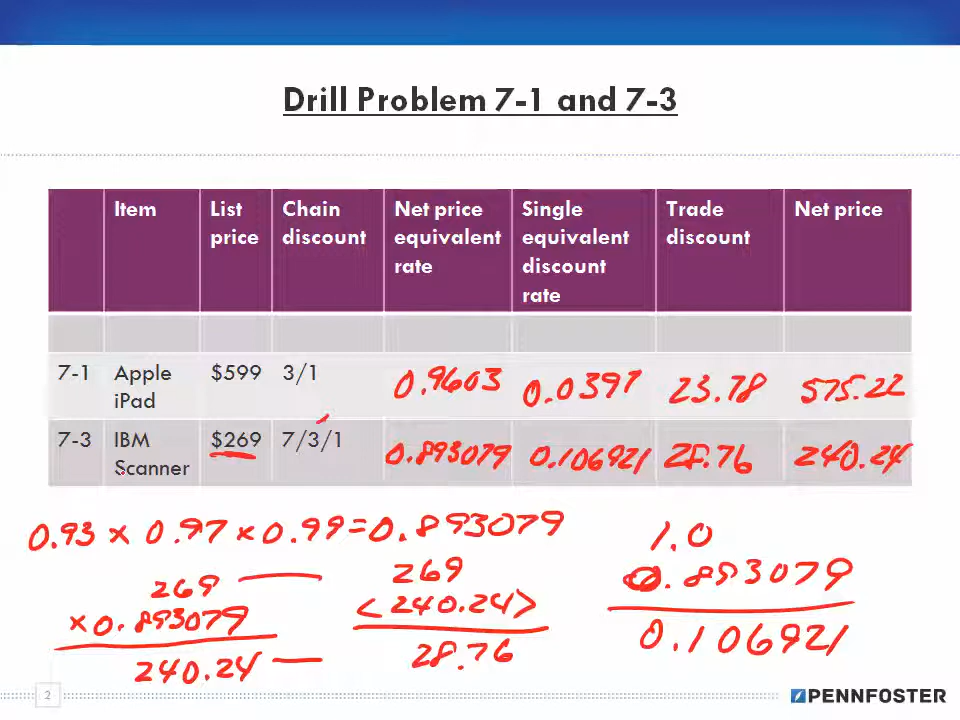 Drill Problem 7-1 and 7-3
Item List price Chain discount Net price equivalent rate Single equivalent discount rate Trade discount Net price
7-1 Apple iPad $599 3/1 0.9603 0.0397 23.78 575.22
7-3 IBM Scanner $269 7/3/1 0.893079 0.106921 28.76 240.24
0.93 × 0.97 × 0.99 = 0.893079
269
× 0.893079
240.24
269
<240.24>
28.76
1.0
0.893079
0.106921
2
PENNFOSTER